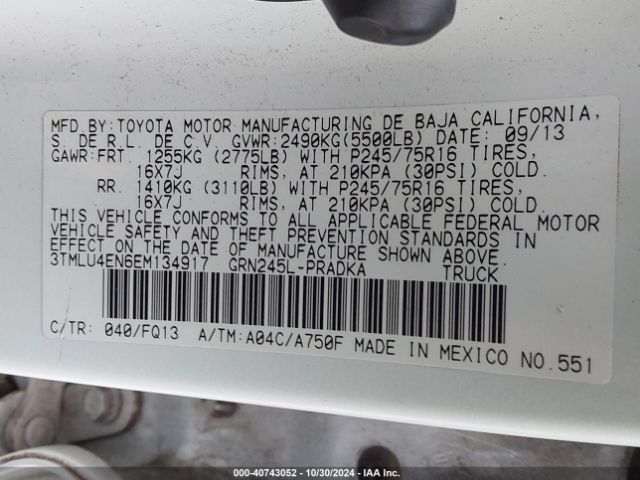 MFD BY:TOYOTA MOTOR MANUFACTURING DE BAJA CALIFORNIA,
S. DE R.L. DE C.V. GVWR:2490KG(5500LB) DATE: 09/13
GAWR:FRT. 1255KG (2775LB) WITH P245/75R16 TIRES,
16X7J RIMS, AT 210KPA (30PSI) COLD.
RR. 1410KG (3110LB) WITH P245/75R16 TIRES,
16X7J RIMS, AT 210KPA (30PSI) COLD.
THIS VEHICLE CONFORMS TO ALL APPLICABLE FEDERAL MOTOR
VEHICLE SAFETY AND THEFT PREVENTION STANDARDS IN
EFFECT ON THE DATE OF MANUFACTURE SHOWN ABOVE.
3TMLU4EN6EM134917 GRN245L-PRADKA TRUCK
C/TR: 040/FQ13 A/TM:A04C/A750F MADE IN MEXICO NO.551
000-40743052 / 10/30/2024 / IAA Inc.